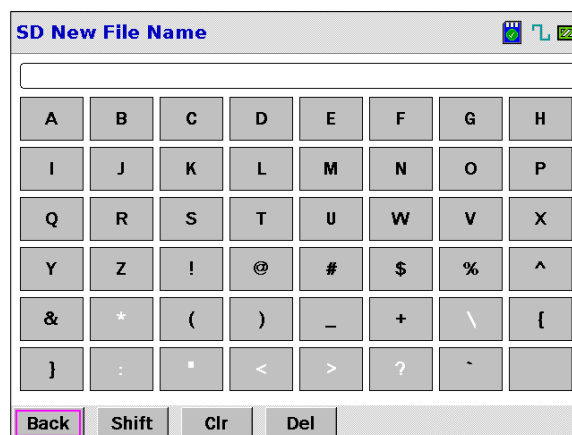 SD New File Name
A B C D E F G H
I J K L M N O P
Q R S T U W V X
Y Z ! @ # $ % ^
& * ( ) _ + \ {
} : " < > ? `
Back Shift Clr Del